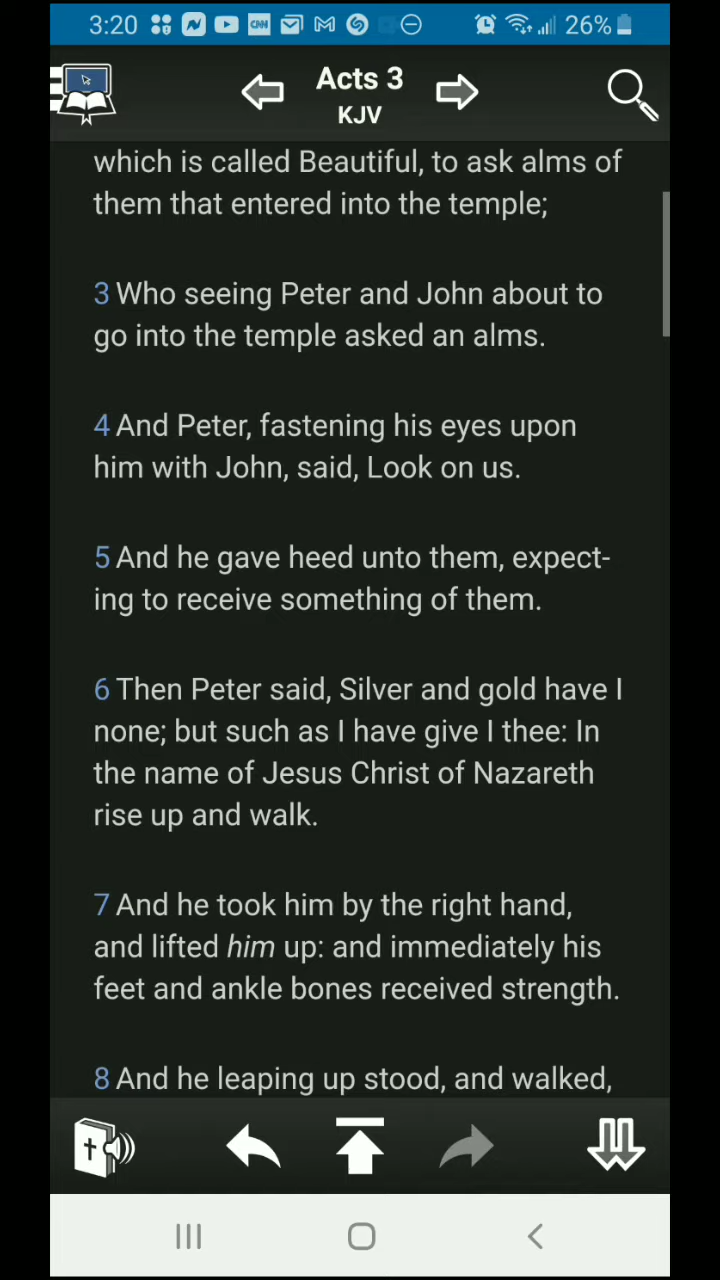 3:20
CNN
26%
Acts 3
KJV
which is called Beautiful, to ask alms of
them that entered into the temple;
3 Who seeing Peter and John about to
go into the temple asked an alms.
4 And Peter, fastening his eyes upon
him with John, said, Look on us.
5 And he gave heed unto them, expect-
ing to receive something of them.
6 Then Peter said, Silver and gold have I
none; but such as I have give I thee: In
the name of Jesus Christ of Nazareth
rise up and walk.
7 And he took him by the right hand,
and lifted him up: and immediately his
feet and ankle bones received strength.
8 And he leaping up stood, and walked,